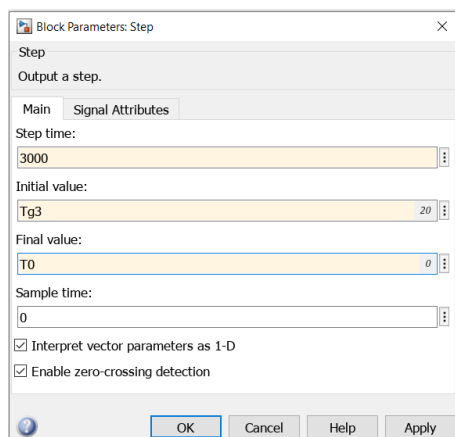 Block Parameters: Step
Step
Output a step.
Main Signal Attributes
Step time:
3000
Initial value:
Tg3 20
Final value:
T0 0
Sample time:
0
Interpret vector parameters as 1-D
Enable zero-crossing detection
? OK Cancel Help Apply